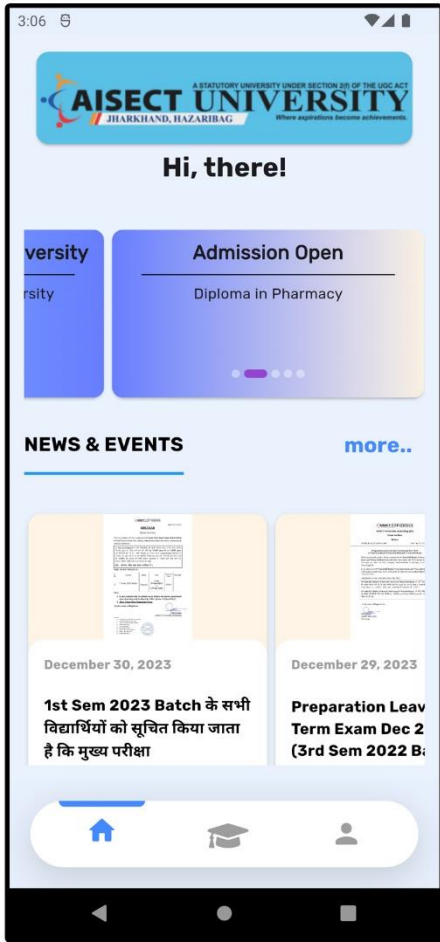 3:06
A STATUTORY UNIVERSITY UNDER SECTION 2(f) OF THE UGC ACT
AISECT UNIVERSITY
JHARKHAND, HAZARIBAG
Where aspirations become achievements.
Hi, there!
versity
rsity
Admission Open
Diploma in Pharmacy
NEWS & EVENTS
more..
December 30, 2023
1st Sem 2023 Batch के सभी
विद्यार्थियों को सूचित किया जाता
है कि मुख्य परीक्षा
December 29, 2023
Preparation Leav
Term Exam Dec 2
(3rd Sem 2022 Ba